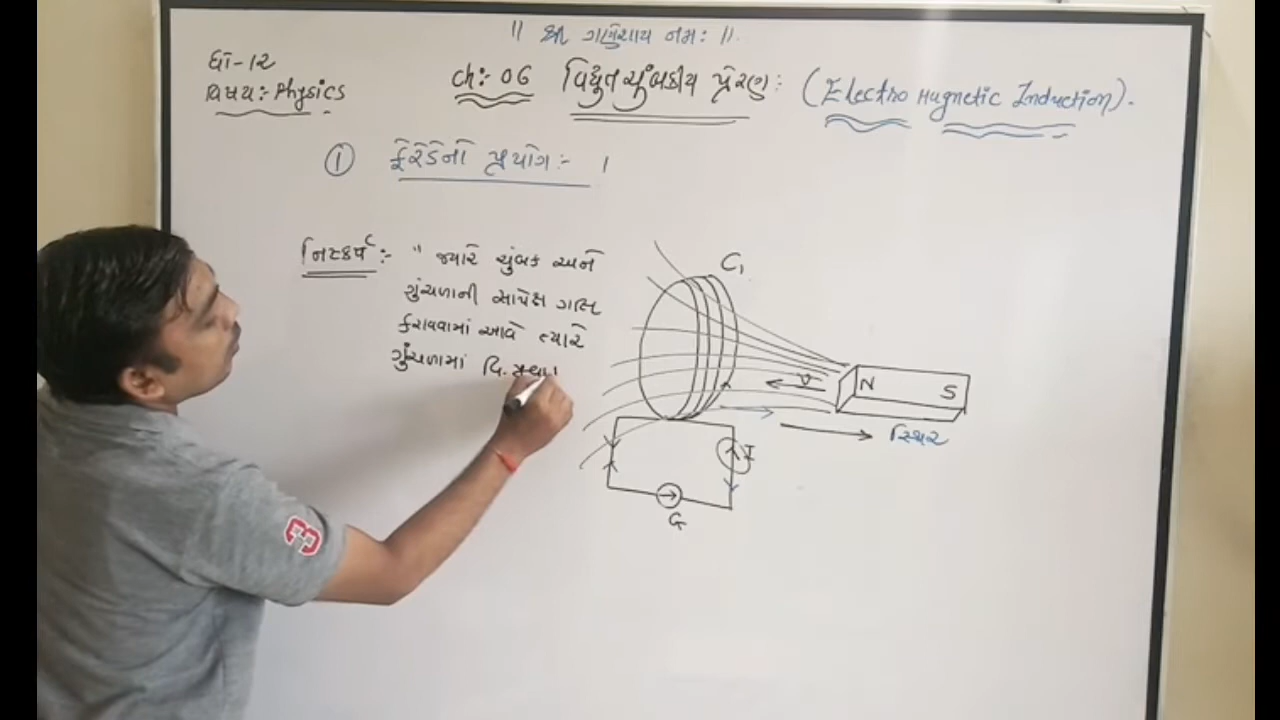 || શ્રી ગણેશાય નમઃ ||.
ધો-૧૨
વિષય:- Physics
ch:- 06 વિદ્યુતચુંબકીય પ્રેરણ: (Electro Magnetic Induction).
① ફેરેડેનો પ્રયોગ:- 1
નિષ્કર્ષ:- " જ્યારે ચુંબક અને
ગુંચળાની સાપેક્ષ ગતિ
કરાવવામાં આવે ત્યારે
ગુંચળામાં વિ.
C₁
N S
v
સ્થિર
I
G